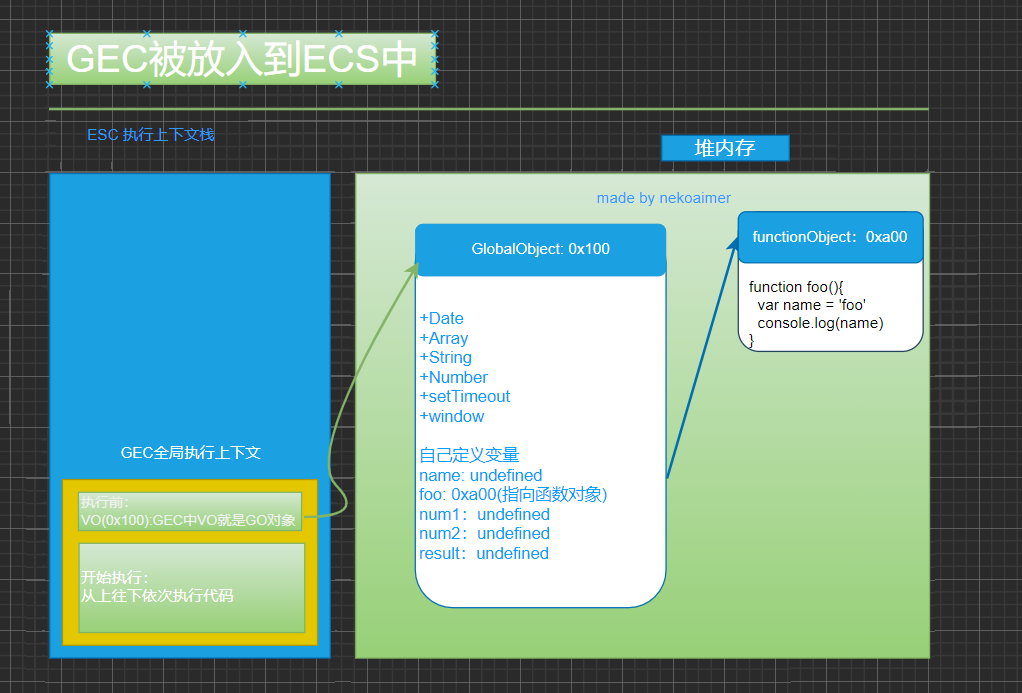 GEC被放入到ECS中
ESC 执行上下文栈
堆内存
made by nekoaimer
GlobalObject: 0x100
functionObject：0xa00
function foo(){
var name = 'foo'
console.log(name)
}
+Date
+Array
+String
+Number
+setTimeout
+window
自己定义变量
name: undefined
foo: 0xa00(指向函数对象)
num1：undefined
num2：undefined
result：undefined
GEC全局执行上下文
执行前：
VO(0x100):GEC中VO就是GO对象
开始执行：
从上往下依次执行代码